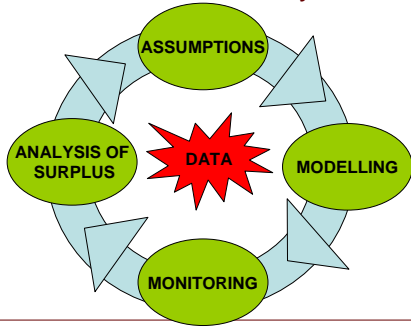 ASSUMPTIONS
ANALYSIS OF
SURPLUS
DATA
MODELLING
MONITORING